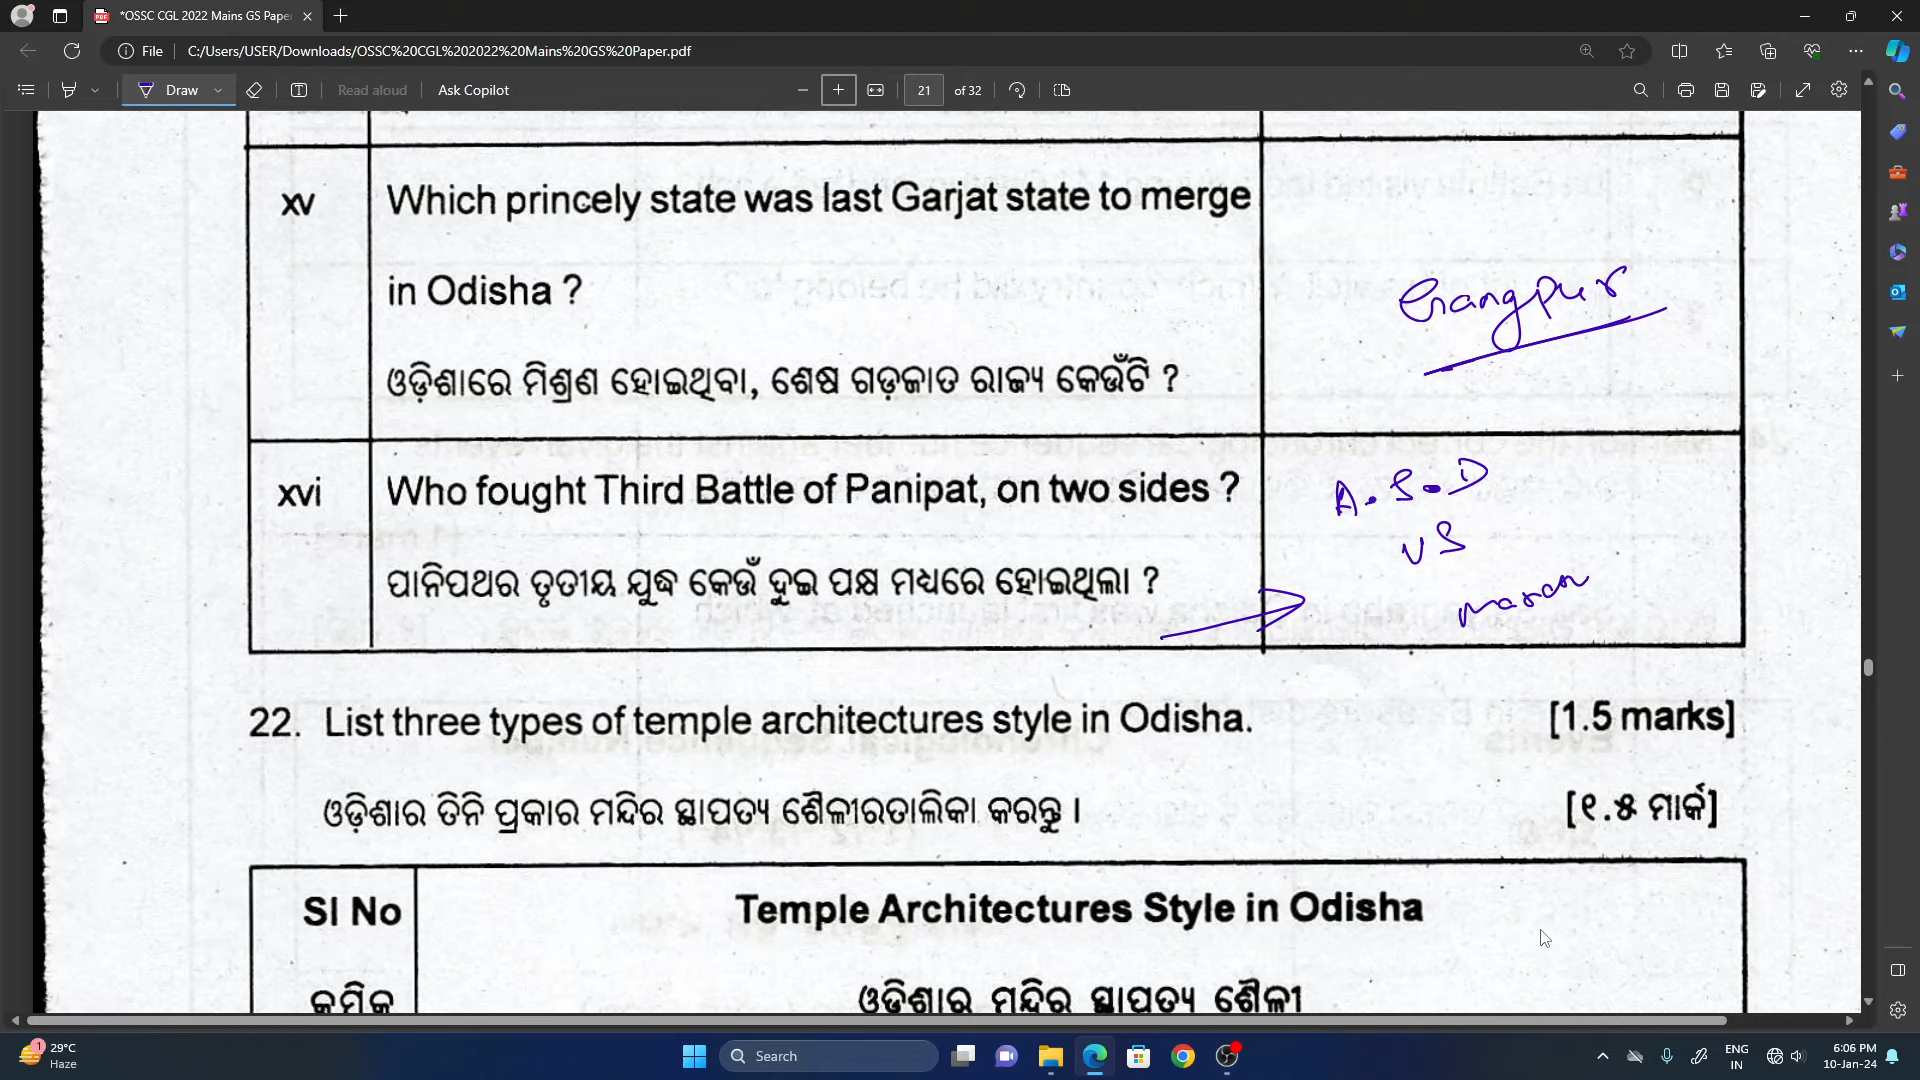 *OSSC CGL 2022 Mains GS Paper
File C:/Users/USER/Downloads/OSSC%20CGL%202022%20Mains%20GS%20Paper.pdf
Draw Read aloud Ask Copilot 21 of 32
xv Which princely state was last Garjat state to merge
in Odisha ?
Gangpur
ଓଡ଼ିଶାରେ ମିଶ୍ରଣ ହୋଇଥିବା, ଶେଷ ଗଡ଼ଜାତ ରାଜ୍ୟ କେଉଁଟି ?
xvi Who fought Third Battle of Panipat, on two sides ? A.S.D
VS
ପାନିପଥର ତୃତୀୟ ଯୁଦ୍ଧ କେଉଁ ଦୁଇ ପକ୍ଷ ମଧ୍ୟରେ ହୋଇଥିଲା ?
22. List three types of temple architectures style in Odisha. [1.5 marks]
ଓଡ଼ିଶାର ତିନି ପ୍ରକାର ମନ୍ଦିର ସ୍ଥାପତ୍ୟ ଶୈଳୀରତାଲିକା କରନ୍ତୁ । [୧.୫ ମାର୍କ]
Sl No Temple Architectures Style in Odisha
କ୍ରମିକ ଓଡିଶାର ମନ୍ଦିର ସ୍ଥାପତ୍ୟ ଶୈଳୀ
1 29°C
Haze
Search
ENG
IN
6:06 PM
10-Jan-24